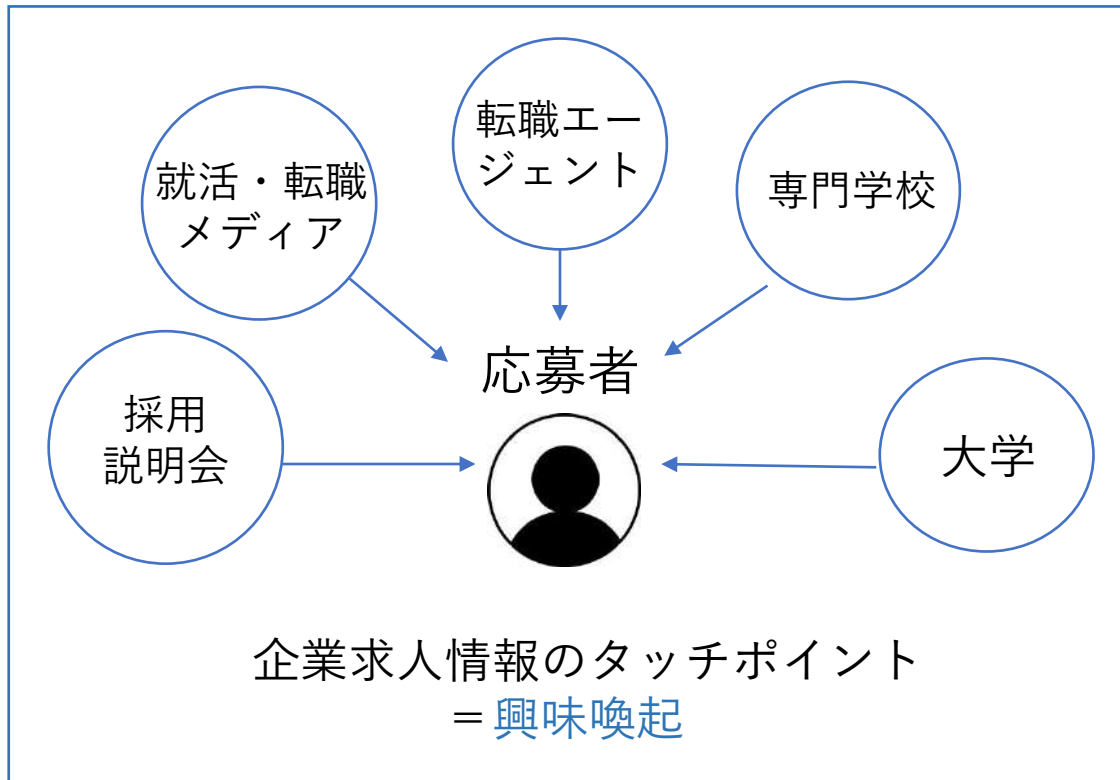 転職エー
ジェント
就活・転職
メディア
専門学校
応募者
採用
説明会
大学
企業求人情報のタッチポイント
＝興味喚起